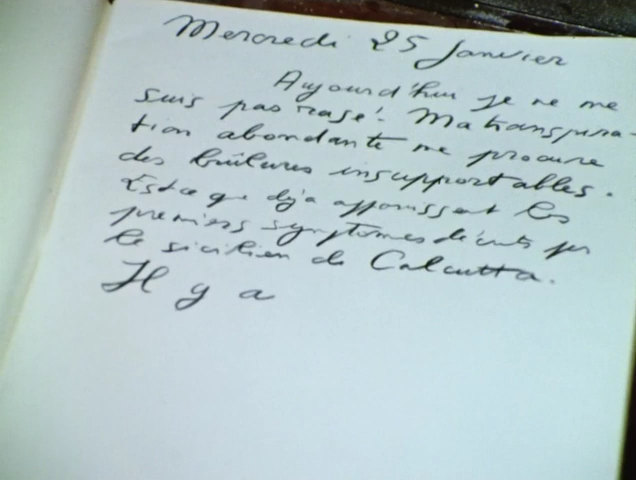 Mercredi 25 Janvier
Aujourd'hui je ne me
suis pas rasé. Ma transpira-
tion abondante me procure
des brûlures insupportables.
Est ce que déjà apparaissent les
premiers symptômes décrits par
le sicilien de Calcutta.
Il y a